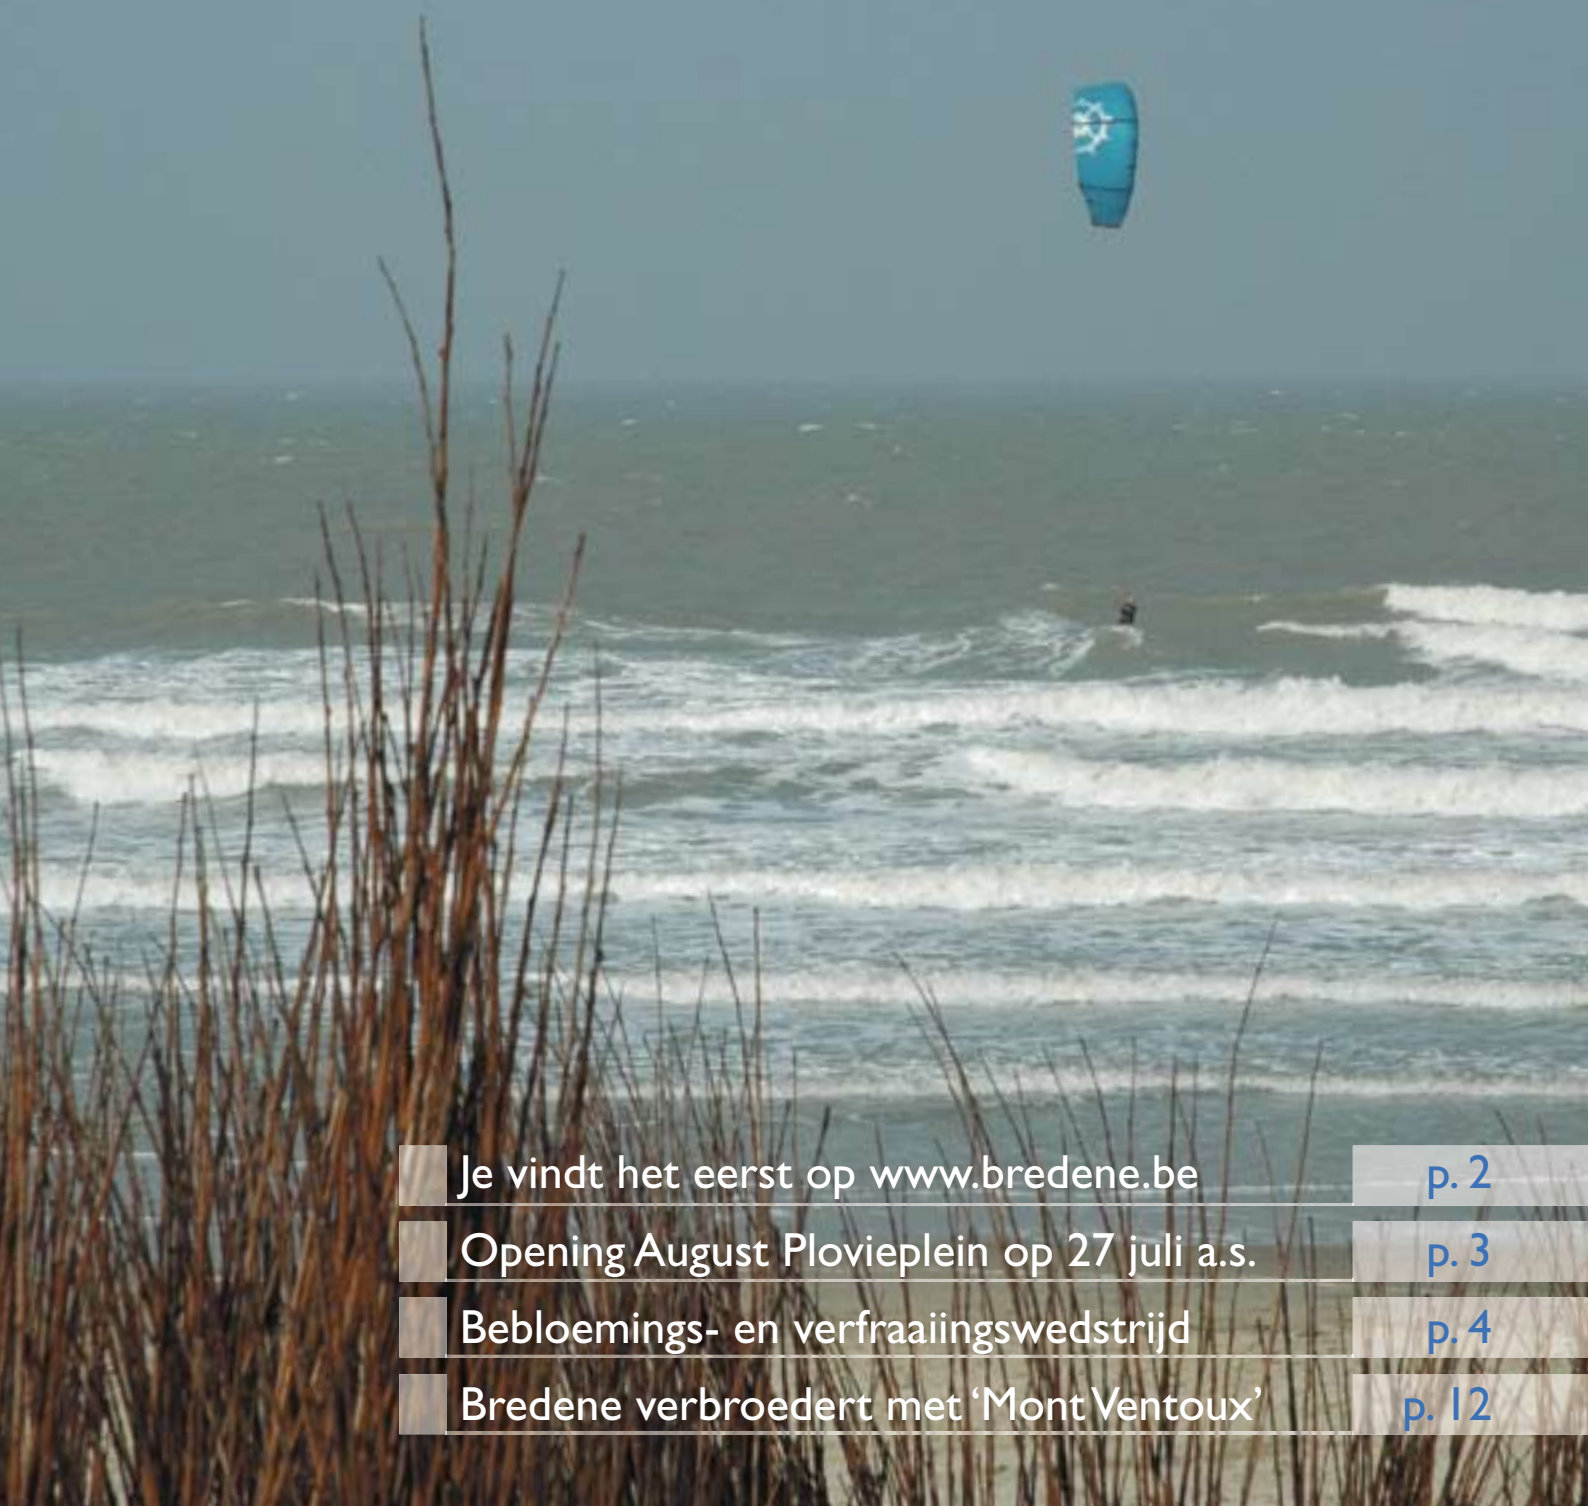 Je vindt het eerst op www.bredene.be p. 2
Opening August Plovieplein op 27 juli a.s. p. 3
Bebloemings- en verfraaiingswedstrijd p. 4
Bredene verbroedert met ‘Mont Ventoux’ p. 12